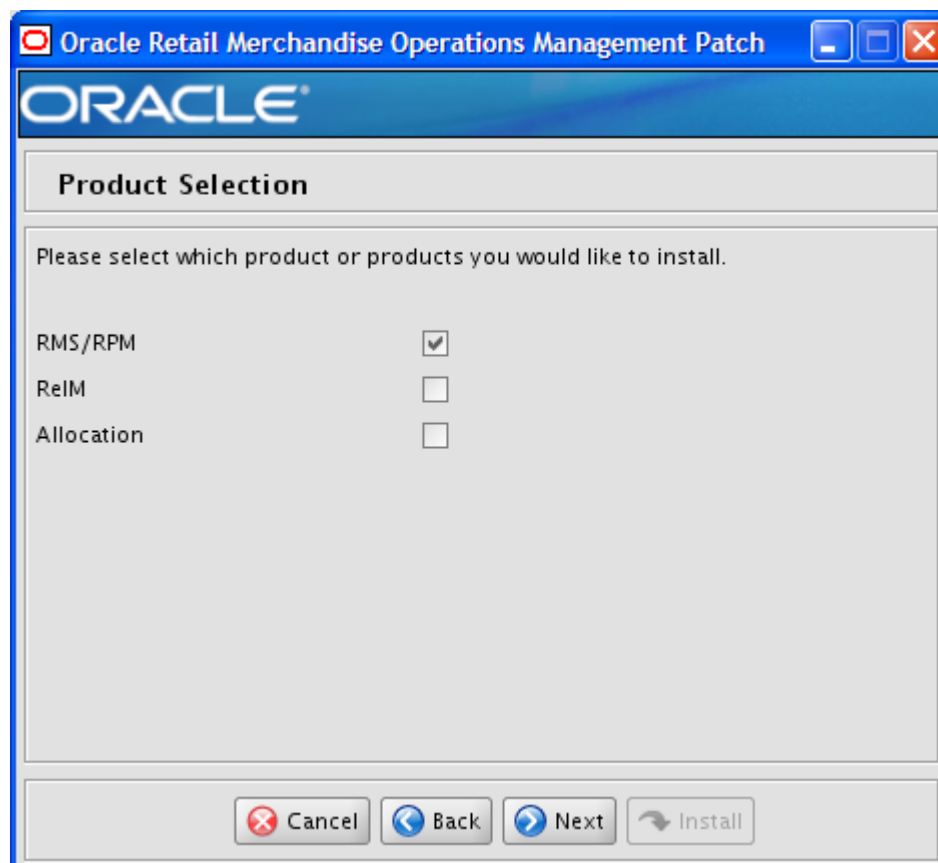 Oracle Retail Merchandise Operations Management Patch
ORACLE
Product Selection
Please select which product or products you would like to install.
RMS/RPM
ReIM
Allocation
Cancel
Back
Next
Install